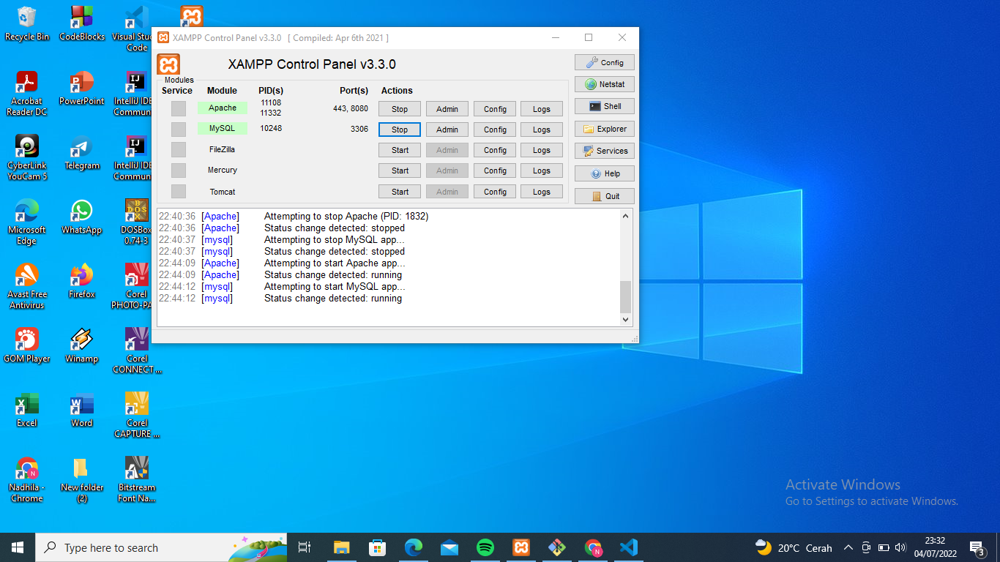 Recycle Bin
CodeBlocks
Visual Stud
Code
Acrobat
Reader DC
PowerPoint
IntelliJ IDE
Commun
CyberLink
YouCam 5
Telegram
IntelliJ IDE
Commun
Microsoft
Edge
WhatsApp
DOSBox
0.74-3
Avast Free
Antivirus
Firefox
Corel
PHOTO-PA
GOM Player
Winamp
Corel
CONNECT ...
Excel
Word
Corel
CAPTURE ...
Nadhila -
Chrome
New folder
(2)
Bitstream
Font Na...
XAMPP Control Panel v3.3.0 [ Compiled: Apr 6th 2021 ]
XAMPP Control Panel v3.3.0
Modules
Service Module PID(s) Port(s) Actions
Apache 11108 11332 443, 8080 Stop Admin Config Logs
MySQL 10248 3306 Stop Admin Config Logs
FileZilla Start Admin Config Logs
Mercury Start Admin Config Logs
Tomcat Start Admin Config Logs
Config
Netstat
Shell
Explorer
Services
Help
Quit
22:40:36 [Apache] Attempting to stop Apache (PID: 1832)
22:40:36 [Apache] Status change detected: stopped
22:40:37 [mysql] Attempting to stop MySQL app...
22:40:37 [mysql] Status change detected: stopped
22:44:09 [Apache] Attempting to start Apache app...
22:44:09 [Apache] Status change detected: running
22:44:12 [mysql] Attempting to start MySQL app...
22:44:12 [mysql] Status change detected: running
Activate Windows
Go to Settings to activate Windows.
Type here to search
20°C Cerah
23:32
04/07/2022
3